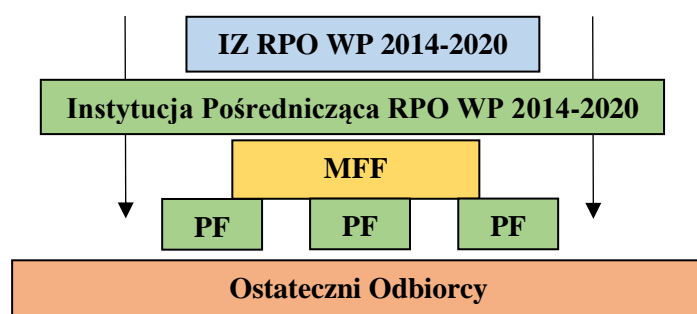 IZ RPO WP 2014-2020
Instytucja Pośrednicząca RPO WP 2014-2020
MFF
PF PF PF
Ostateczni Odbiorcy